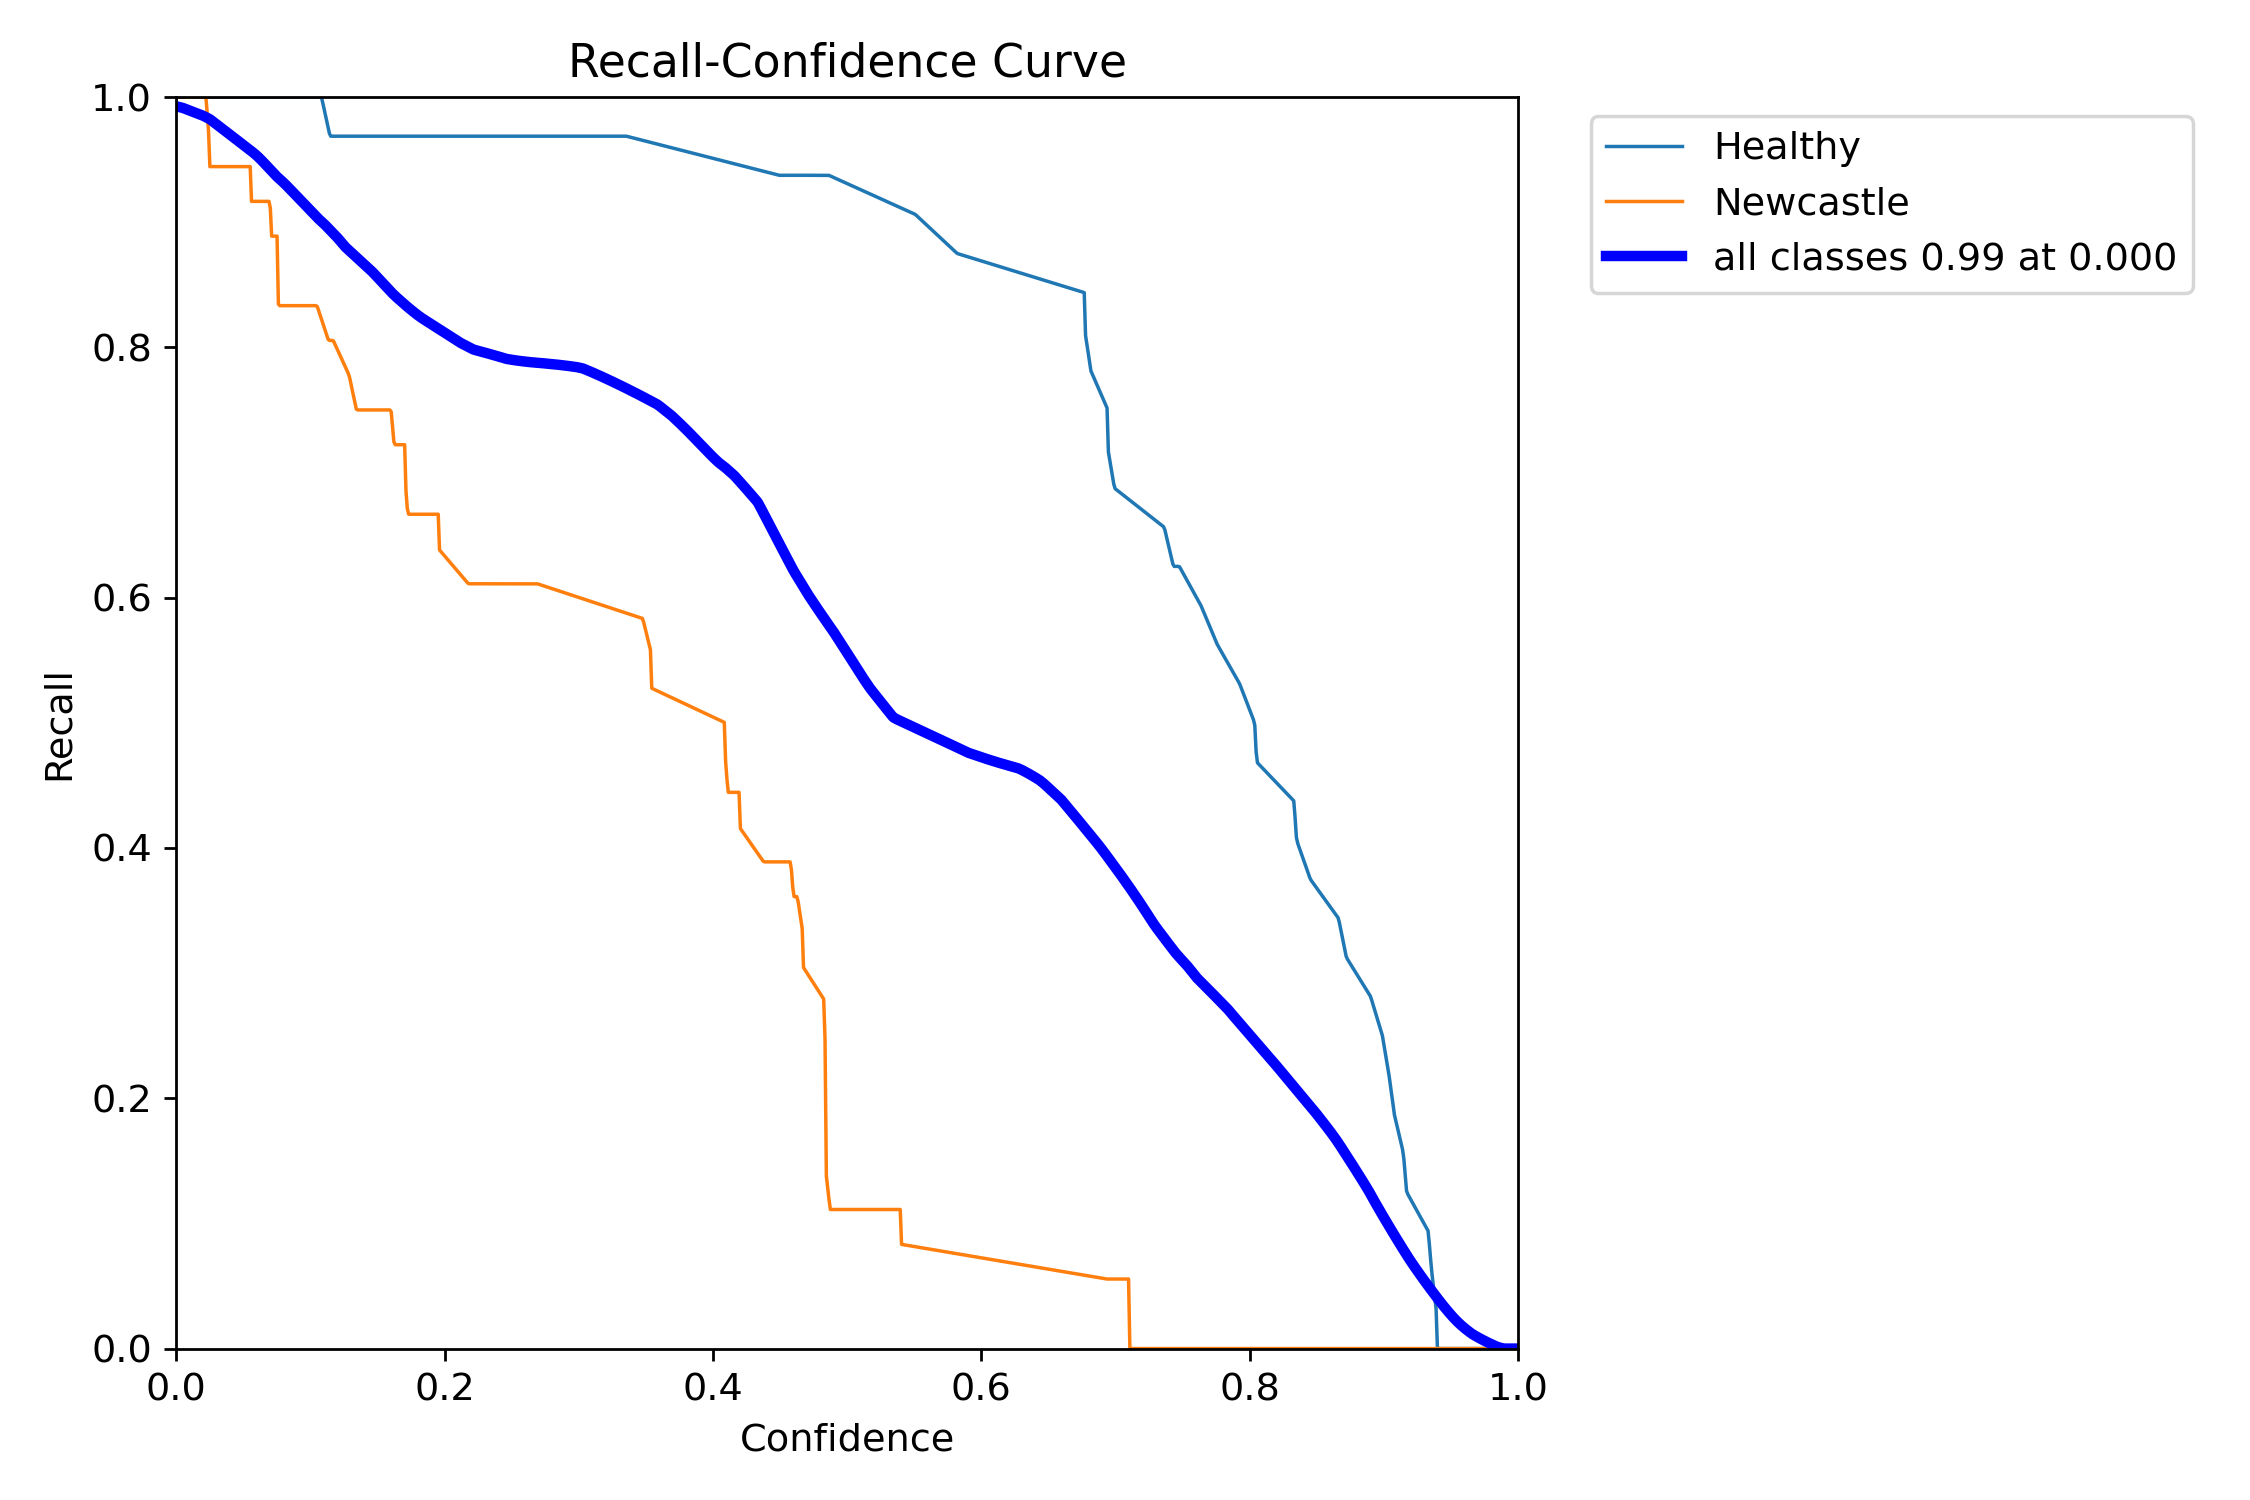 Recall-Confidence Curve
1.0
0.8
0.6
0.4
0.2
0.0
Recall
0.0 0.2 0.4 0.6 0.8 1.0
Confidence
Healthy
Newcastle
all classes 0.99 at 0.000